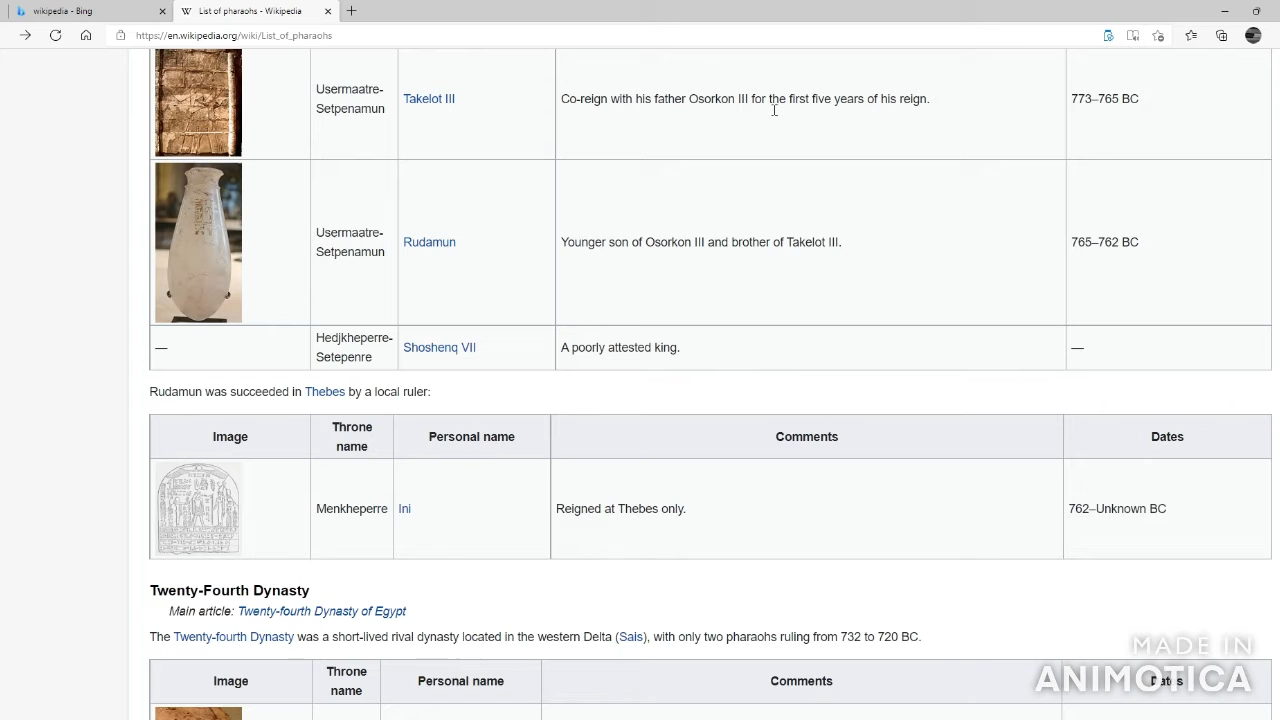 wikipedia - Bing
List of pharaohs - Wikipedia
https://en.wikipedia.org/wiki/List_of_pharaohs
Usermaatre-
Setpenamun
Takelot III
Co-reign with his father Osorkon III for the first five years of his reign.
773–765 BC
Usermaatre-
Setpenamun
Rudamun
Younger son of Osorkon III and brother of Takelot III.
765–762 BC
—
Hedjkheperre-
Setepenre
Shoshenq VII
A poorly attested king.
—
Rudamun was succeeded in Thebes by a local ruler:
Image
Throne
name
Personal name
Comments
Dates
Menkheperre
Ini
Reigned at Thebes only.
762–Unknown BC
Twenty-Fourth Dynasty
Main article: Twenty-fourth Dynasty of Egypt
The Twenty-fourth Dynasty was a short-lived rival dynasty located in the western Delta (Sais), with only two pharaohs ruling from 732 to 720 BC.
Image
Throne
name
Personal name
Comments
Dates
MADE IN
ANIMOTICA